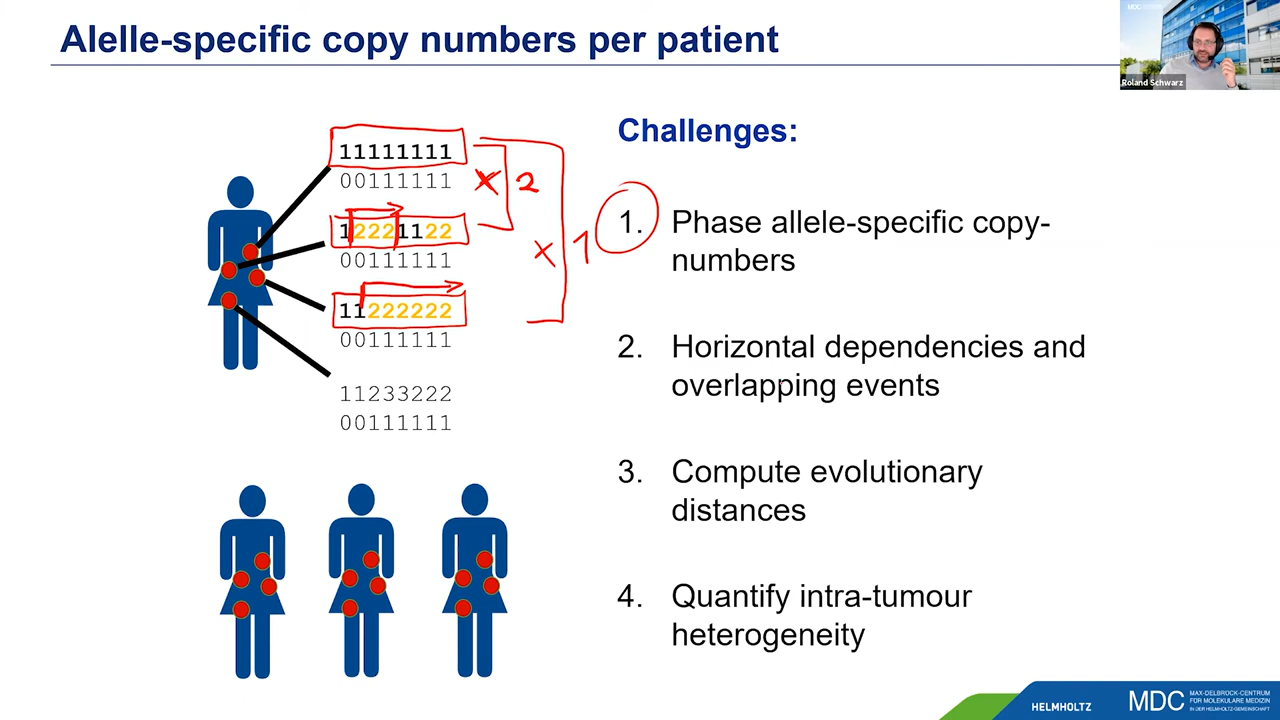 Alelle-specific copy numbers per patient
MDC
Roland Schwarz
11111111
00111111
12221122
00111111
11222222
00111111
11233222
00111111
× 2
× 1
Challenges:
1. Phase allele-specific copy-
numbers
2. Horizontal dependencies and
overlapping events
3. Compute evolutionary
distances
4. Quantify intra-tumour
heterogeneity
HELMHOLTZ
MDC
MAX-DELBRÜCK-CENTRUM
FÜR MOLEKULARE MEDIZIN
IN DER HELMHOLTZ-GEMEINSCHAFT